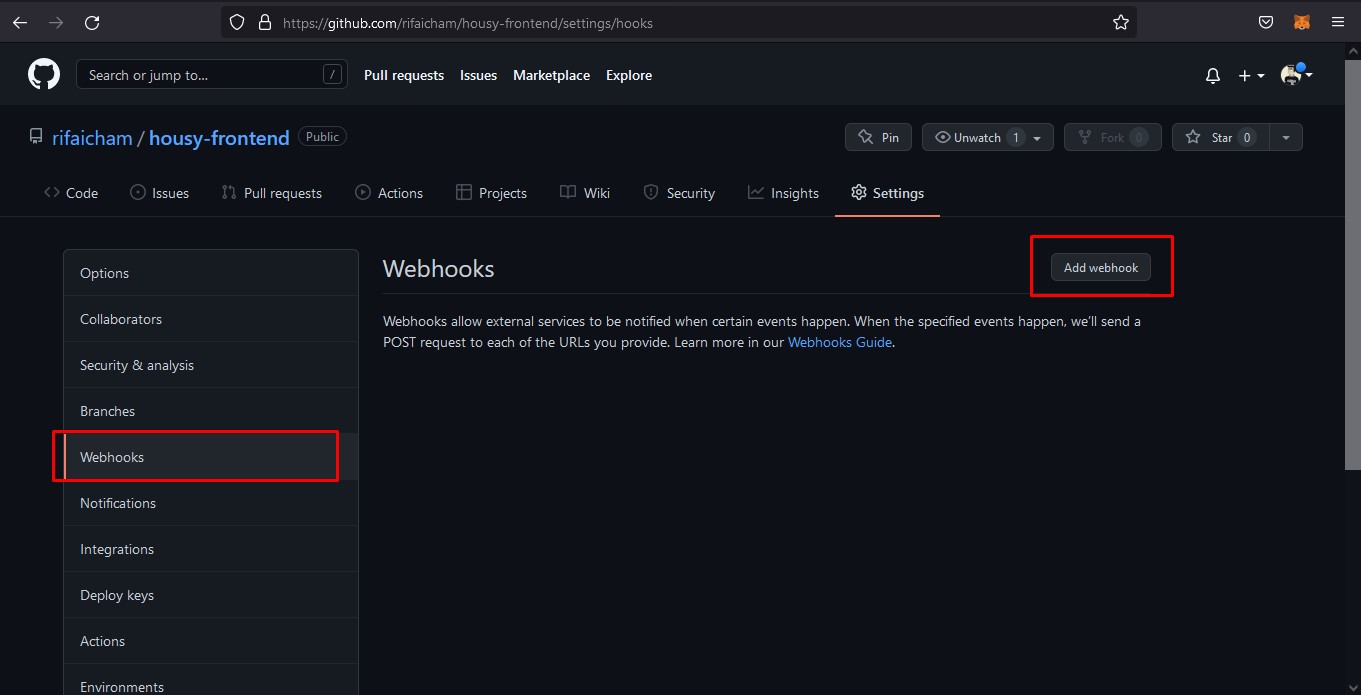 https://github.com/rifaicham/housy-frontend/settings/hooks
Search or jump to... / Pull requests Issues Marketplace Explore
rifaicham / housy-frontend Public Pin Unwatch 1 Fork 0 Star 0
Code Issues Pull requests Actions Projects Wiki Security Insights Settings
Options
Collaborators
Security & analysis
Branches
Webhooks
Notifications
Integrations
Deploy keys
Actions
Environments
Webhooks Add webhook
Webhooks allow external services to be notified when certain events happen. When the specified events happen, we'll send a
POST request to each of the URLs you provide. Learn more in our Webhooks Guide.